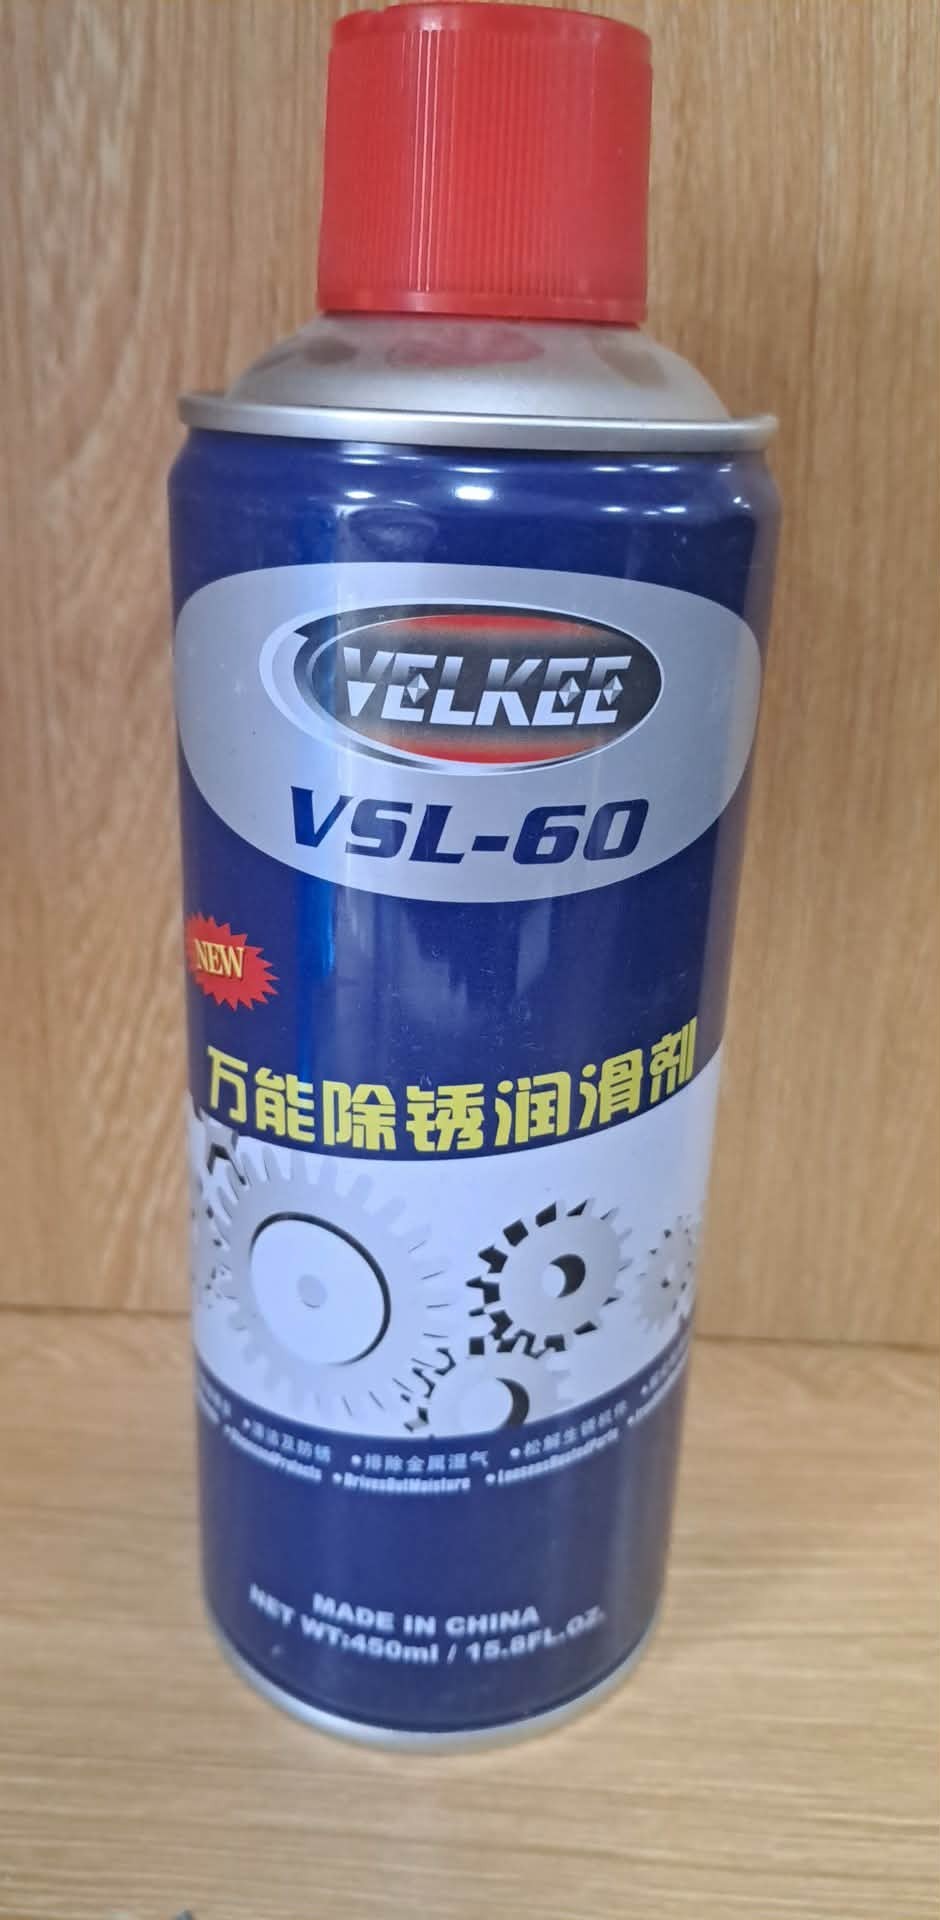 VELKEE
VSL-60
NEW
万能除锈润滑剂
•清洁及防锈 •排除金属湿气 •松解生锈机件
•DrivesOutMoisture •LoosensRustedParts
MADE IN CHINA
NET WT:450ml / 15.8FL.OZ.